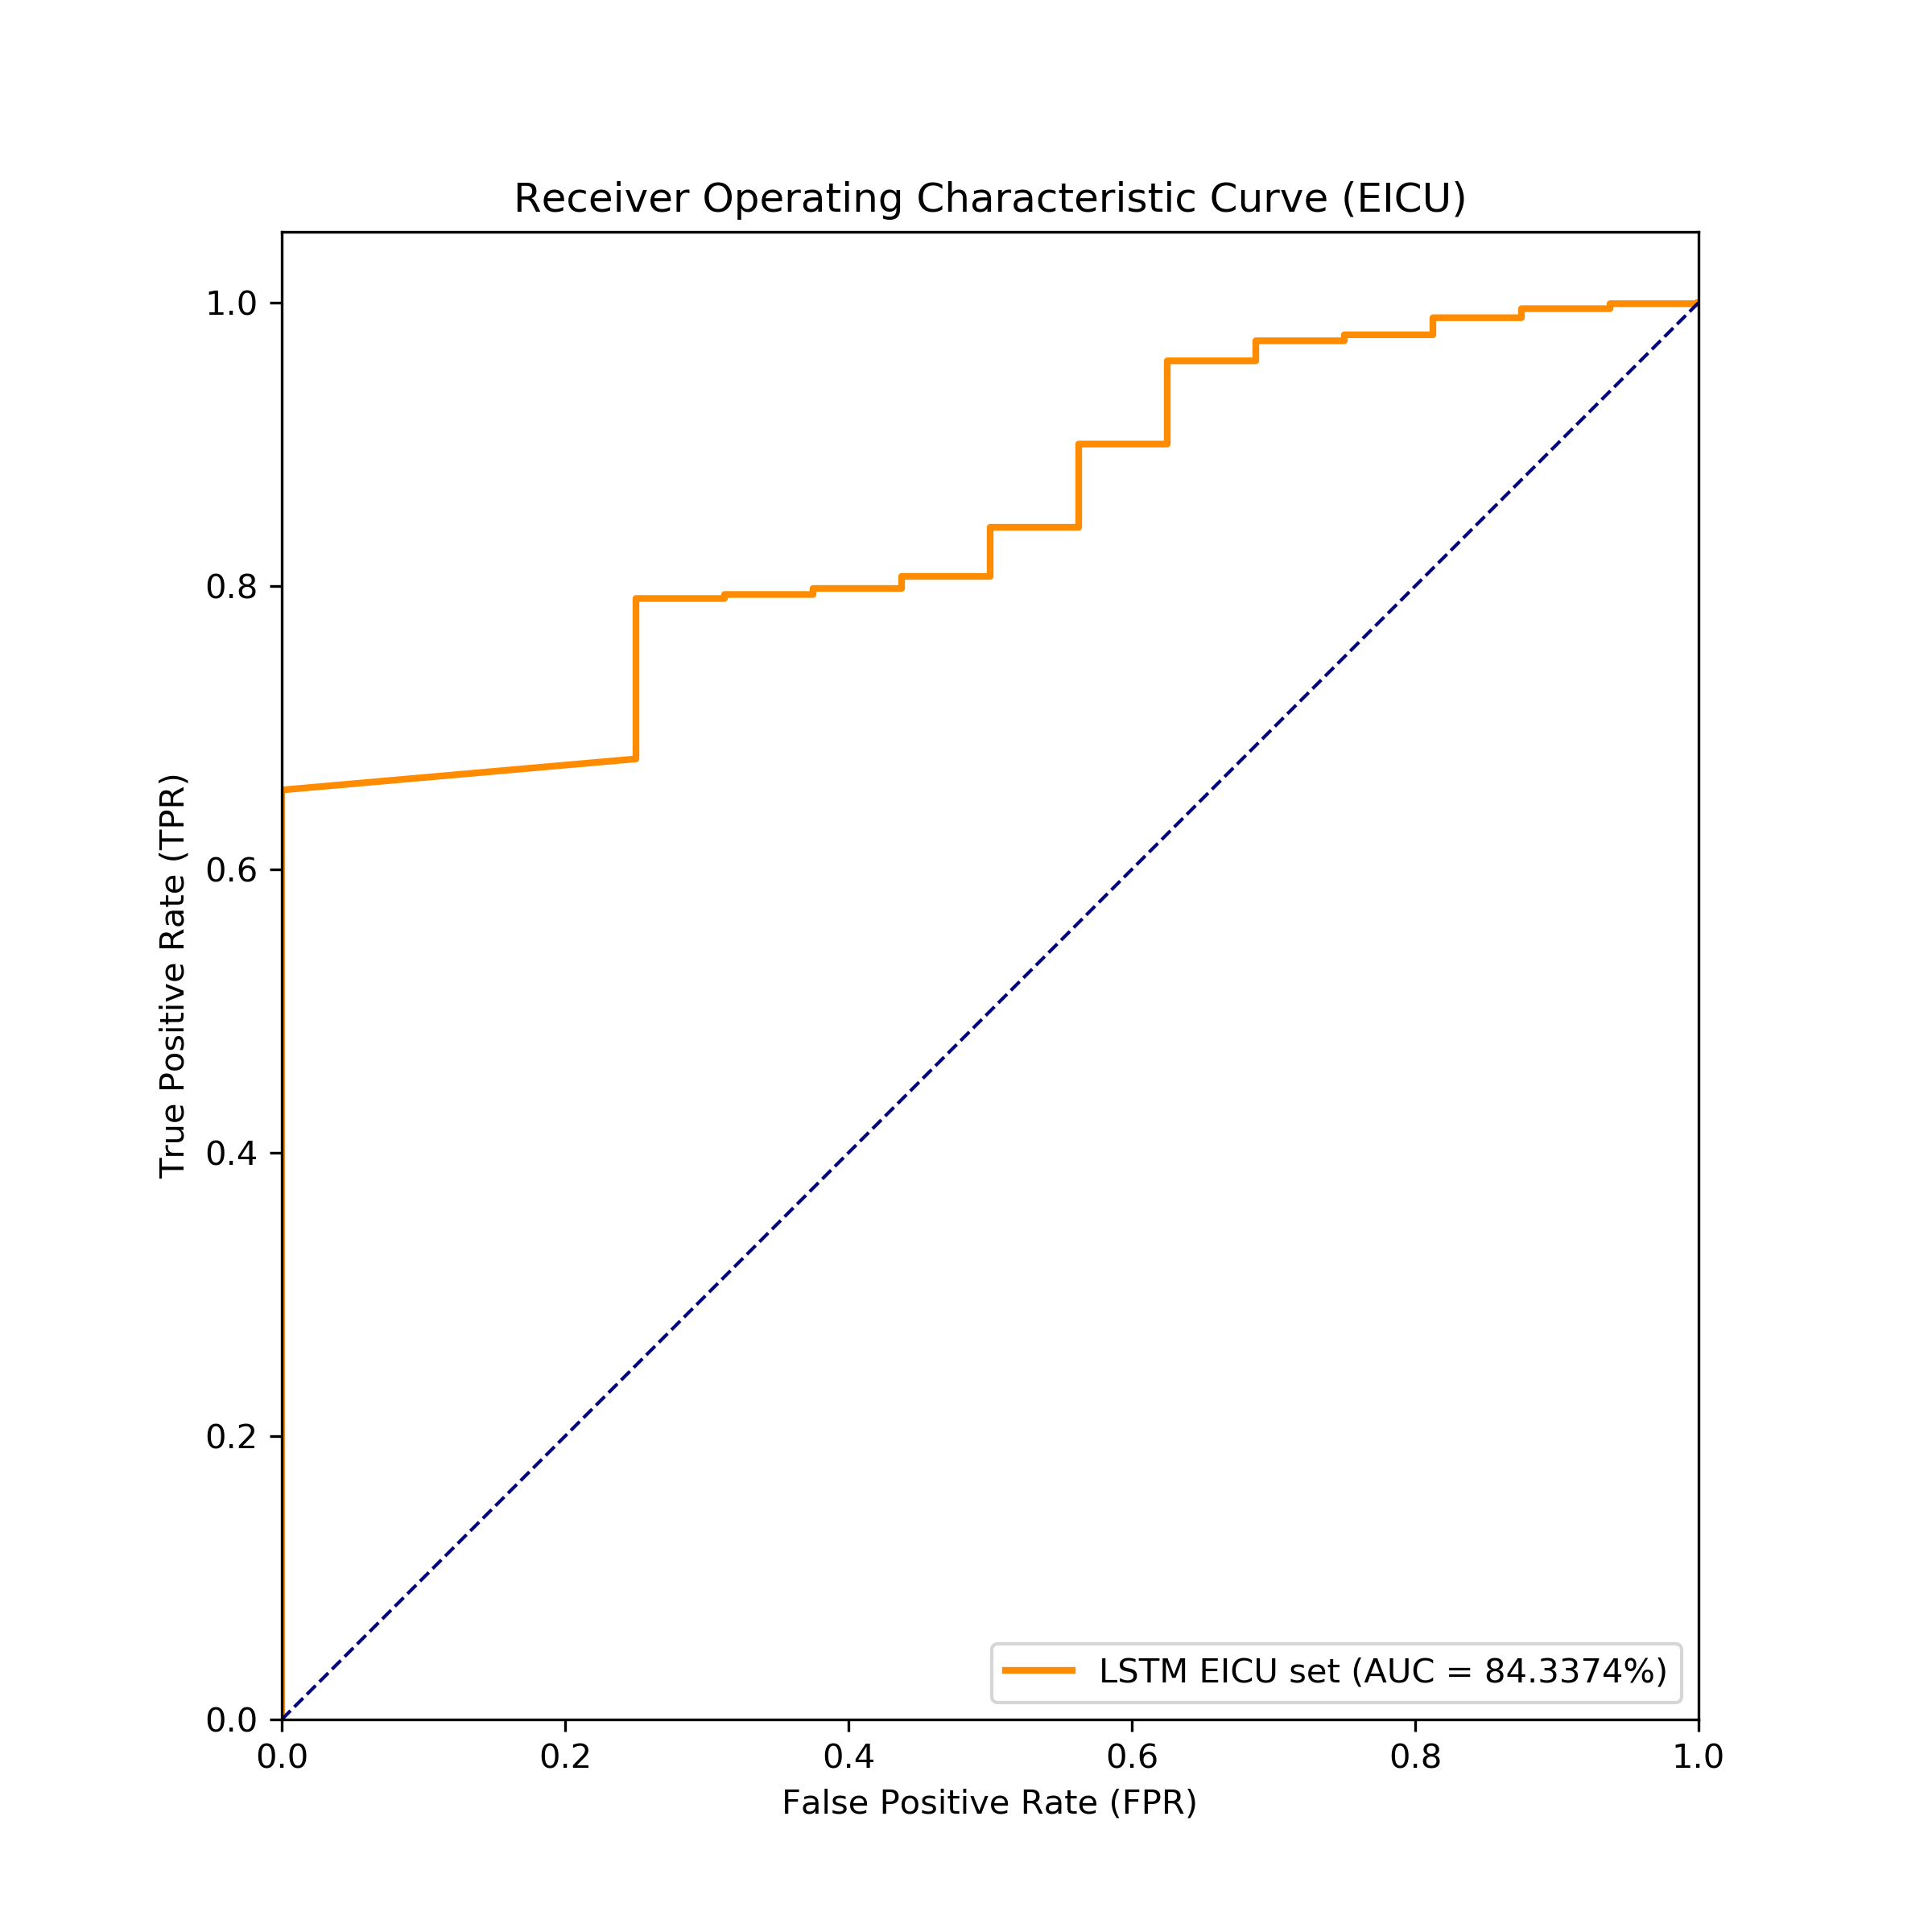 Receiver Operating Characteristic Curve (EICU)
1.0
0.8
0.6
0.4
0.2
0.0
True Positive Rate (TPR)
LSTM EICU set (AUC = 84.3374%)
0.0 0.2 0.4 0.6 0.8 1.0
False Positive Rate (FPR)